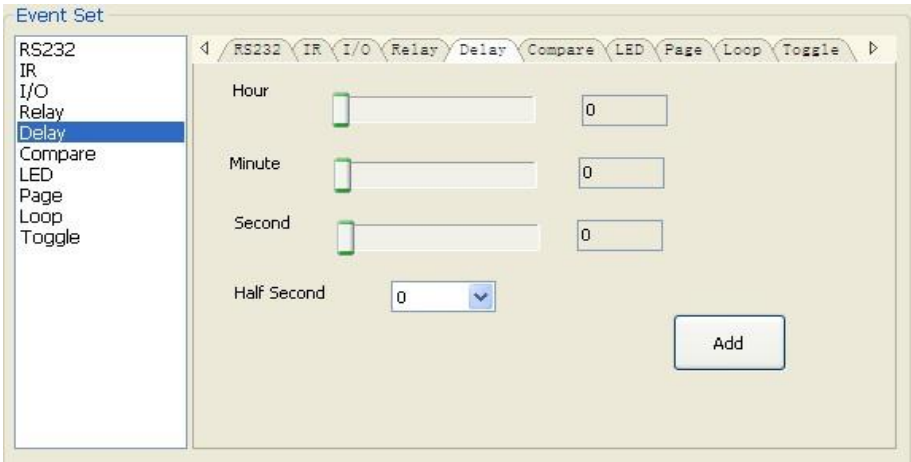 Event Set
RS232
IR
I/O
Relay
Delay
Compare
LED
Page
Loop
Toggle
RS232 IR I/O Relay Delay Compare LED Page Loop Toggle
Hour 0
Minute 0
Second 0
Half Second 0
Add